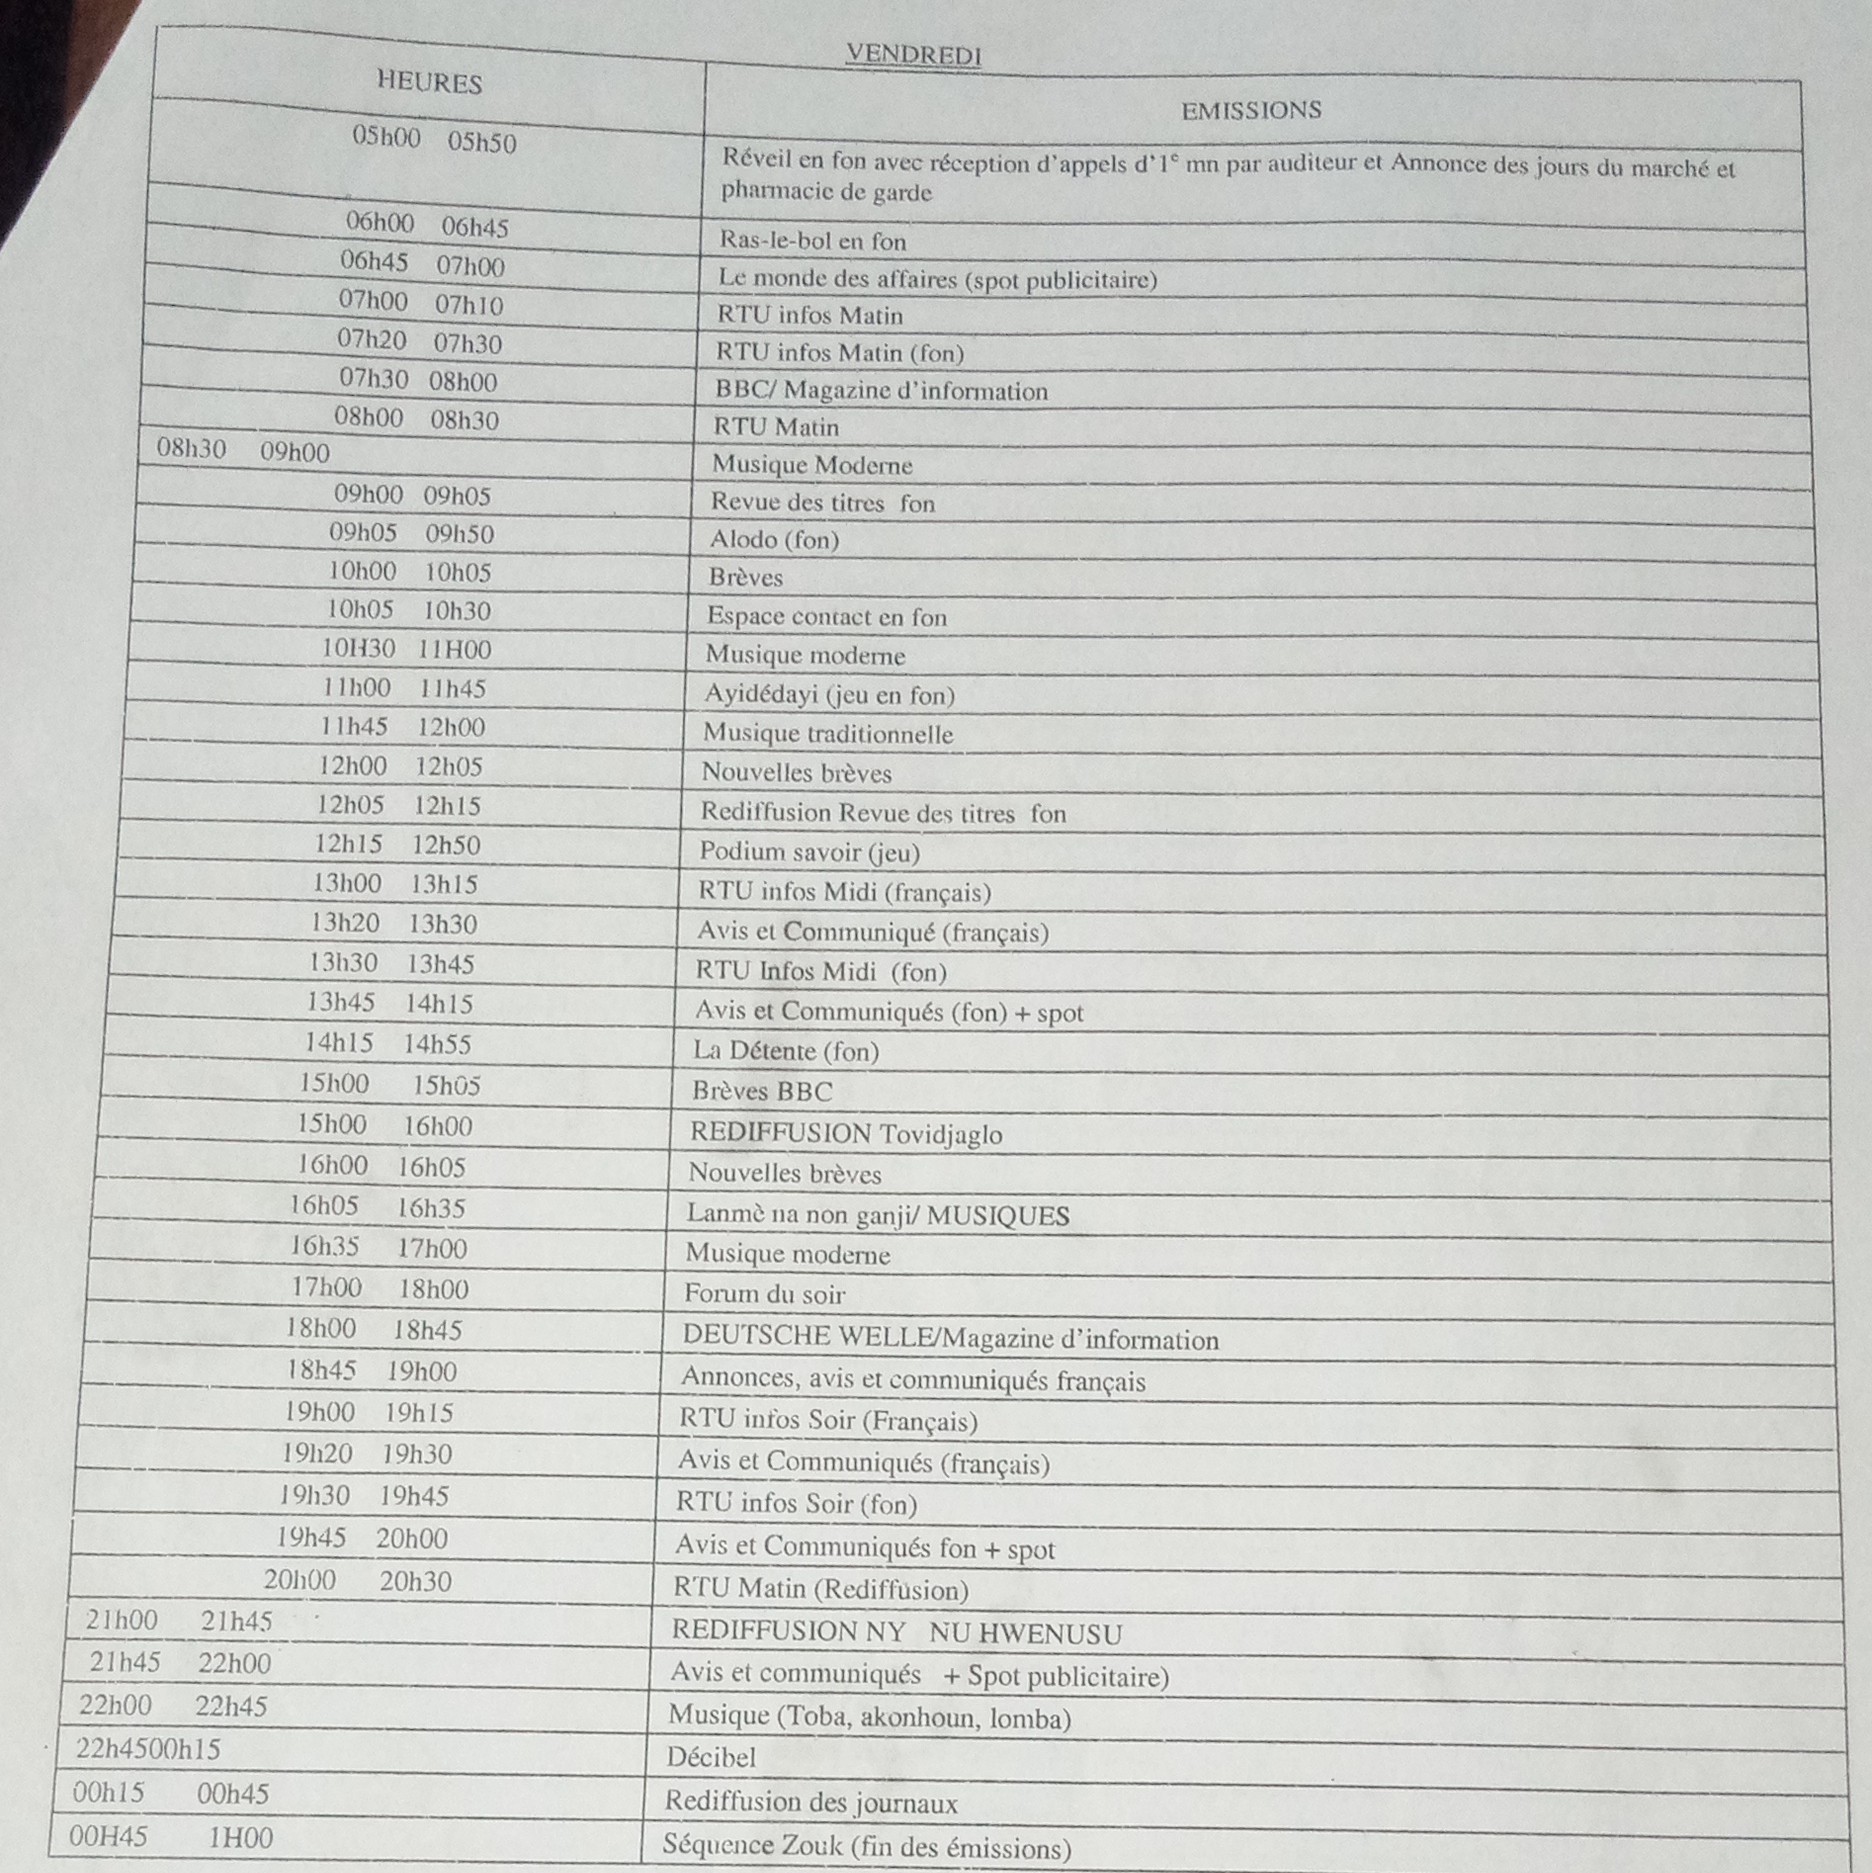 VENDREDI
HEURES EMISSIONS
05h00 05h50 Réveil en fon avec réception d'appels d'1ᵉ mn par auditeur et Annonce des jours du marché et
pharmacie de garde
06h00 06h45 Ras-le-bol en fon
06h45 07h00 Le monde des affaires (spot publicitaire)
07h00 07h10 RTU infos Matin
07h20 07h30 RTU infos Matin (fon)
07h30 08h00 BBC/ Magazine d'information
08h00 08h30 RTU Matin
08h30 09h00 Musique Moderne
09h00 09h05 Revue des titres fon
09h05 09h50 Alodo (fon)
10h00 10h05 Brèves
10h05 10h30 Espace contact en fon
10H30 11H00 Musique moderne
11h00 11h45 Ayidédayi (jeu en fon)
11h45 12h00 Musique traditionnelle
12h00 12h05 Nouvelles brèves
12h05 12h15 Rediffusion Revue des titres fon
12h15 12h50 Podium savoir (jeu)
13h00 13h15 RTU infos Midi (français)
13h20 13h30 Avis et Communiqué (français)
13h30 13h45 RTU Infos Midi (fon)
13h45 14h15 Avis et Communiqués (fon) + spot
14h15 14h55 La Détente (fon)
15h00 15h05 Brèves BBC
15h00 16h00 REDIFFUSION Tovidjaglo
16h00 16h05 Nouvelles brèves
16h05 16h35 Lanmè na non ganji/ MUSIQUES
16h35 17h00 Musique moderne
17h00 18h00 Forum du soir
18h00 18h45 DEUTSCHE WELLE/Magazine d'information
18h45 19h00 Annonces, avis et communiqués français
19h00 19h15 RTU infos Soir (Français)
19h20 19h30 Avis et Communiqués (français)
19h30 19h45 RTU infos Soir (fon)
19h45 20h00 Avis et Communiqués fon + spot
20h00 20h30 RTU Matin (Rediffusion)
21h00 21h45 REDIFFUSION NY NU HWENUSU
21h45 22h00 Avis et communiqués + Spot publicitaire)
22h00 22h45 Musique (Toba, akonhoun, lomba)
22h4500h15 Décibel
00h15 00h45 Rediffusion des journaux
00H45 1H00 Séquence Zouk (fin des émissions)